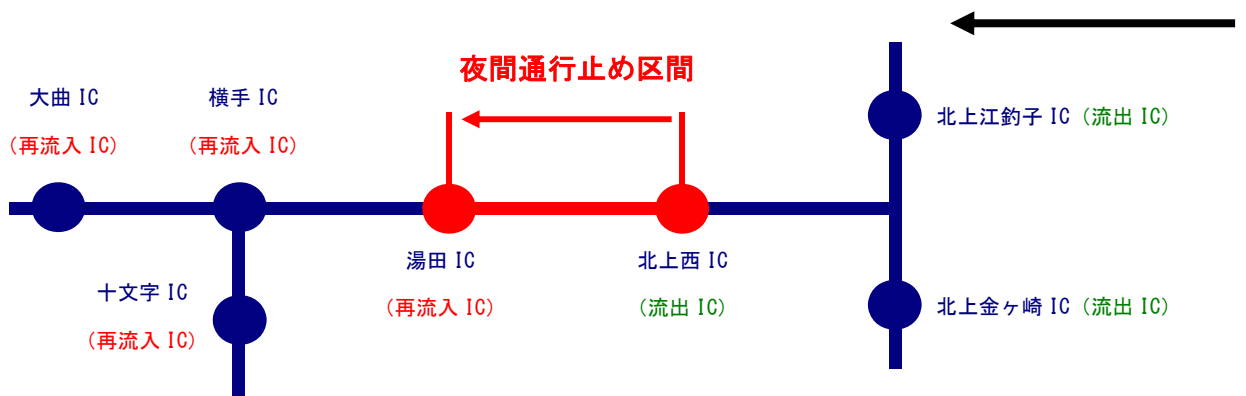 夜間通行止め区間
大曲 IC
(再流入 IC)
横手 IC
(再流入 IC)
北上江釣子 IC (流出 IC)
湯田 IC
(再流入 IC)
北上西 IC
(流出 IC)
十文字 IC
(再流入 IC)
北上金ヶ崎 IC (流出 IC)